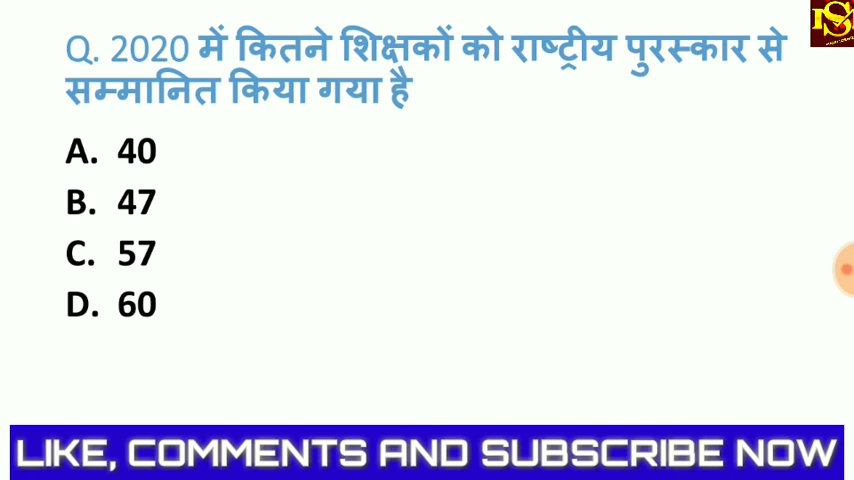 Q. 2020 में कितने शिक्षकों को राष्ट्रीय पुरस्कार से
सम्मानित किया गया है
A. 40
B. 47
C. 57
D. 60
LIKE, COMMENTS AND SUBSCRIBE NOW